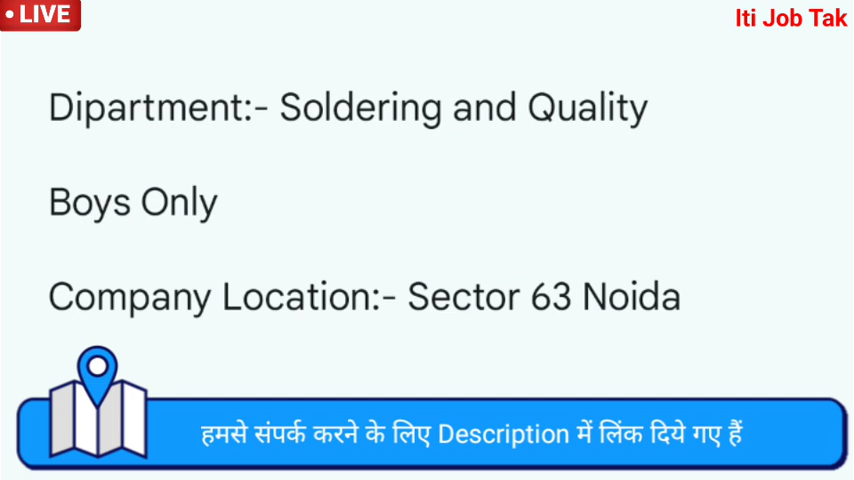 • LIVE
Iti Job Tak
Dipartment:- Soldering and Quality
Boys Only
Company Location:- Sector 63 Noida
हमसे संपर्क करने के लिए Description में लिंक दिये गए हैं